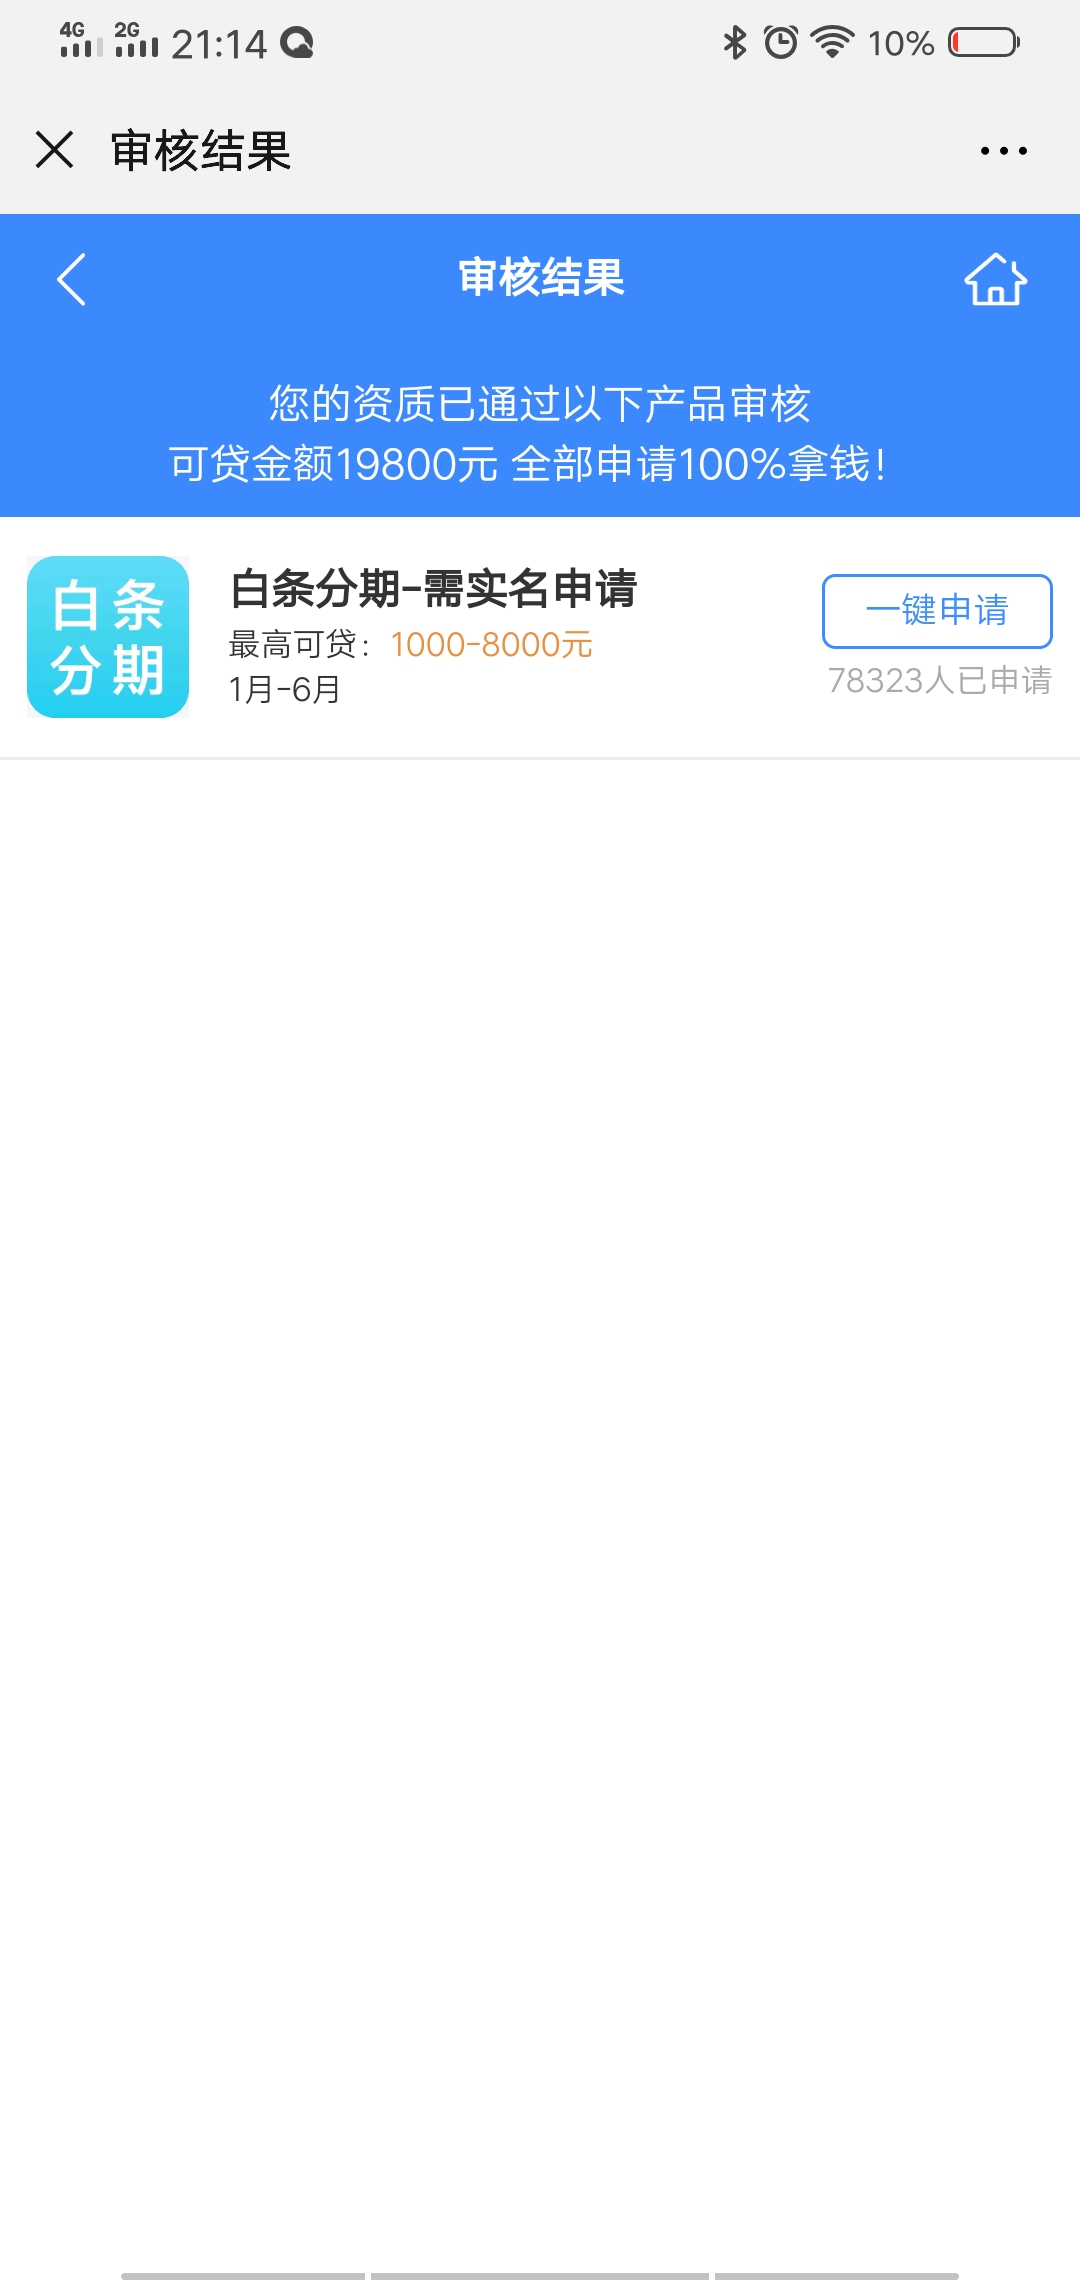 4G 2G 21:14 10%
审核结果
审核结果
您的资质已通过以下产品审核
可贷金额19800元 全部申请100%拿钱!
白条
分期
白条分期-需实名申请
最高可贷: 1000-8000元
1月-6月
一键申请
78323人已申请